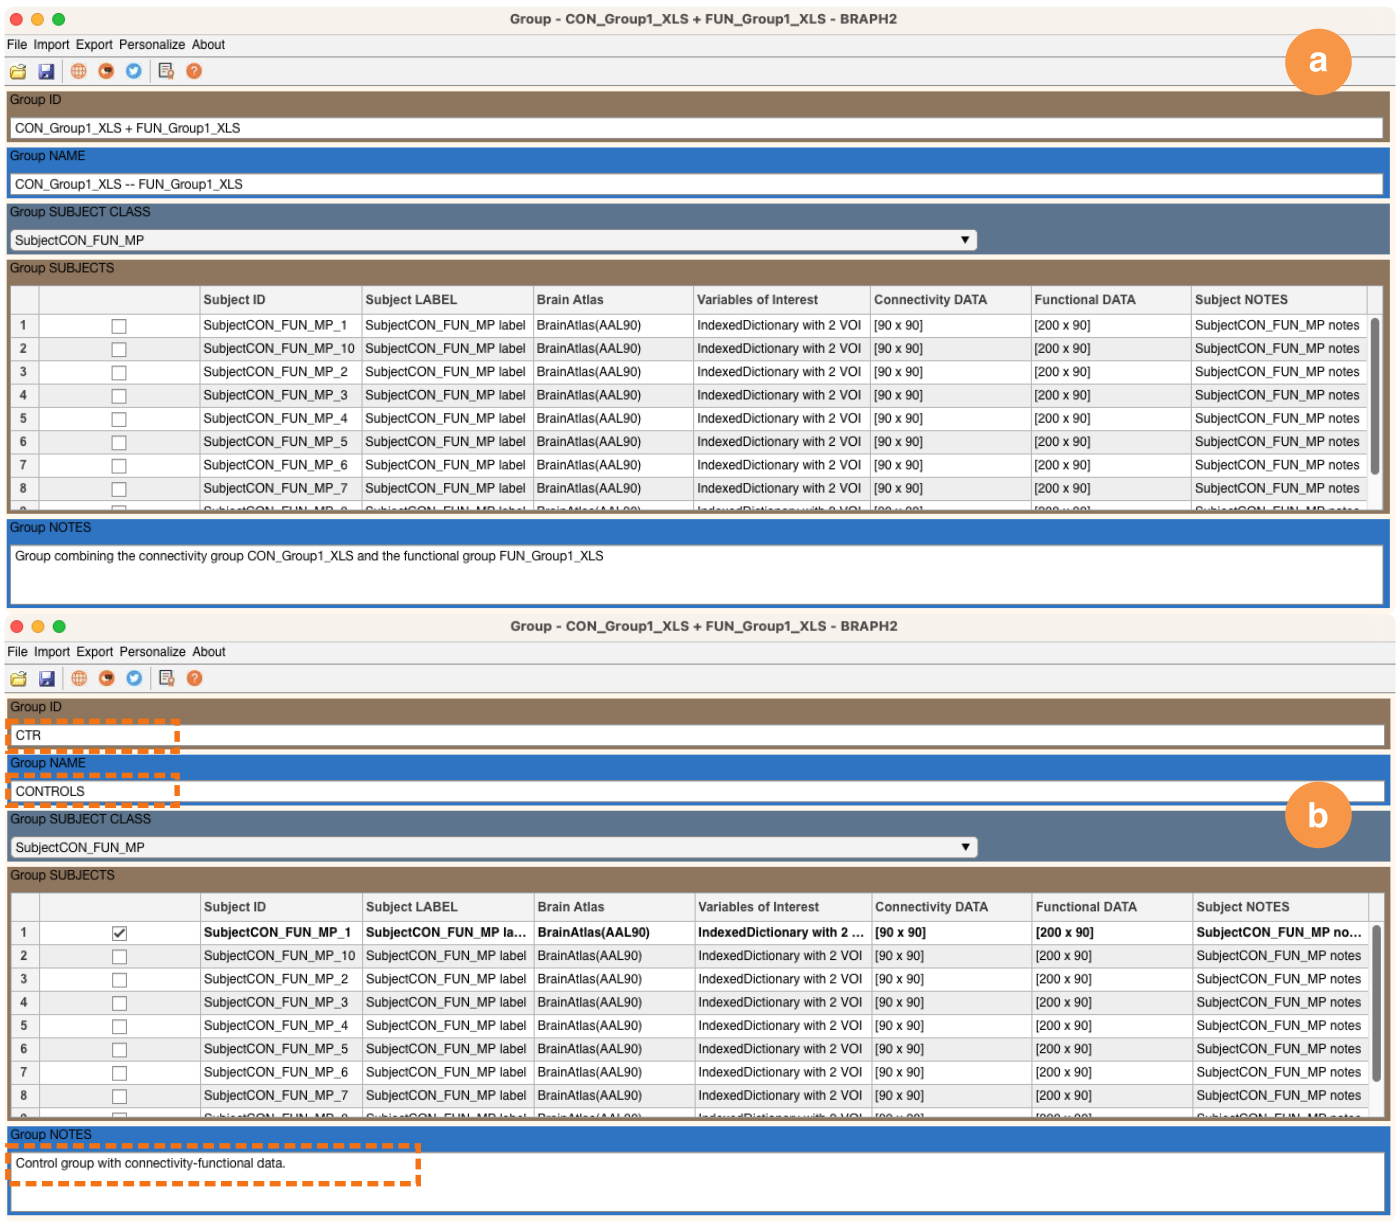 Group - CON_Group1_XLS + FUN_Group1_XLS - BRAPH2
File Import Export Personalize About
a
Group ID
CON_Group1_XLS + FUN_Group1_XLS
Group NAME
CON_Group1_XLS -- FUN_Group1_XLS
Group SUBJECT CLASS
SubjectCON_FUN_MP
Group SUBJECTS
Subject ID Subject LABEL Brain Atlas Variables of Interest Connectivity DATA Functional DATA Subject NOTES
1 SubjectCON_FUN_MP_1 SubjectCON_FUN_MP label BrainAtlas(AAL90) IndexedDictionary with 2 VOI [90 x 90] [200 x 90] SubjectCON_FUN_MP notes
2 SubjectCON_FUN_MP_10 SubjectCON_FUN_MP label BrainAtlas(AAL90) IndexedDictionary with 2 VOI [90 x 90] [200 x 90] SubjectCON_FUN_MP notes
3 SubjectCON_FUN_MP_2 SubjectCON_FUN_MP label BrainAtlas(AAL90) IndexedDictionary with 2 VOI [90 x 90] [200 x 90] SubjectCON_FUN_MP notes
4 SubjectCON_FUN_MP_3 SubjectCON_FUN_MP label BrainAtlas(AAL90) IndexedDictionary with 2 VOI [90 x 90] [200 x 90] SubjectCON_FUN_MP notes
5 SubjectCON_FUN_MP_4 SubjectCON_FUN_MP label BrainAtlas(AAL90) IndexedDictionary with 2 VOI [90 x 90] [200 x 90] SubjectCON_FUN_MP notes
6 SubjectCON_FUN_MP_5 SubjectCON_FUN_MP label BrainAtlas(AAL90) IndexedDictionary with 2 VOI [90 x 90] [200 x 90] SubjectCON_FUN_MP notes
7 SubjectCON_FUN_MP_6 SubjectCON_FUN_MP label BrainAtlas(AAL90) IndexedDictionary with 2 VOI [90 x 90] [200 x 90] SubjectCON_FUN_MP notes
8 SubjectCON_FUN_MP_7 SubjectCON_FUN_MP label BrainAtlas(AAL90) IndexedDictionary with 2 VOI [90 x 90] [200 x 90] SubjectCON_FUN_MP notes
Group NOTES
Group combining the connectivity group CON_Group1_XLS and the functional group FUN_Group1_XLS
Group - CON_Group1_XLS + FUN_Group1_XLS - BRAPH2
File Import Export Personalize About
Group ID
CTR
Group NAME
CONTROLS
b
Group SUBJECT CLASS
SubjectCON_FUN_MP
Group SUBJECTS
Subject ID Subject LABEL Brain Atlas Variables of Interest Connectivity DATA Functional DATA Subject NOTES
1 SubjectCON_FUN_MP_1 SubjectCON_FUN_MP la... BrainAtlas(AAL90) IndexedDictionary with 2 ... [90 x 90] [200 x 90] SubjectCON_FUN_MP no...
2 SubjectCON_FUN_MP_10 SubjectCON_FUN_MP label BrainAtlas(AAL90) IndexedDictionary with 2 VOI [90 x 90] [200 x 90] SubjectCON_FUN_MP notes
3 SubjectCON_FUN_MP_2 SubjectCON_FUN_MP label BrainAtlas(AAL90) IndexedDictionary with 2 VOI [90 x 90] [200 x 90] SubjectCON_FUN_MP notes
4 SubjectCON_FUN_MP_3 SubjectCON_FUN_MP label BrainAtlas(AAL90) IndexedDictionary with 2 VOI [90 x 90] [200 x 90] SubjectCON_FUN_MP notes
5 SubjectCON_FUN_MP_4 SubjectCON_FUN_MP label BrainAtlas(AAL90) IndexedDictionary with 2 VOI [90 x 90] [200 x 90] SubjectCON_FUN_MP notes
6 SubjectCON_FUN_MP_5 SubjectCON_FUN_MP label BrainAtlas(AAL90) IndexedDictionary with 2 VOI [90 x 90] [200 x 90] SubjectCON_FUN_MP notes
7 SubjectCON_FUN_MP_6 SubjectCON_FUN_MP label BrainAtlas(AAL90) IndexedDictionary with 2 VOI [90 x 90] [200 x 90] SubjectCON_FUN_MP notes
8 SubjectCON_FUN_MP_7 SubjectCON_FUN_MP label BrainAtlas(AAL90) IndexedDictionary with 2 VOI [90 x 90] [200 x 90] SubjectCON_FUN_MP notes
Group NOTES
Control group with connectivity-functional data.